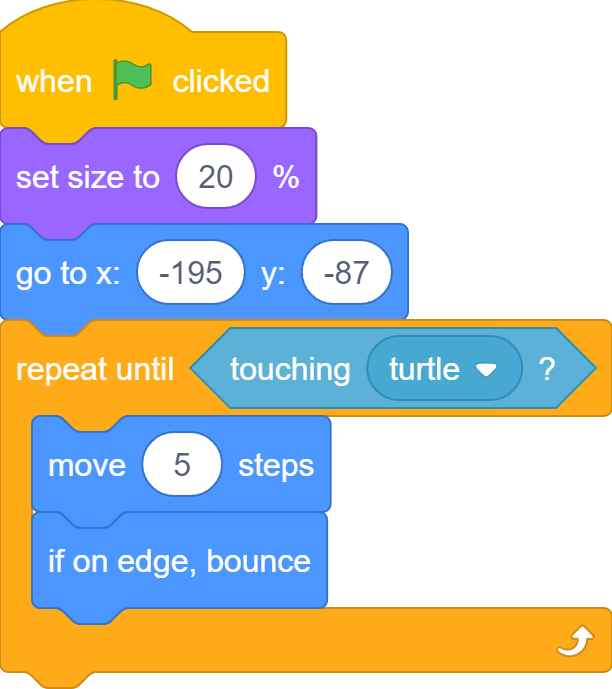 when clicked
set size to 20 %
go to x: -195 y: -87
repeat until touching turtle ?
move 5 steps
if on edge, bounce